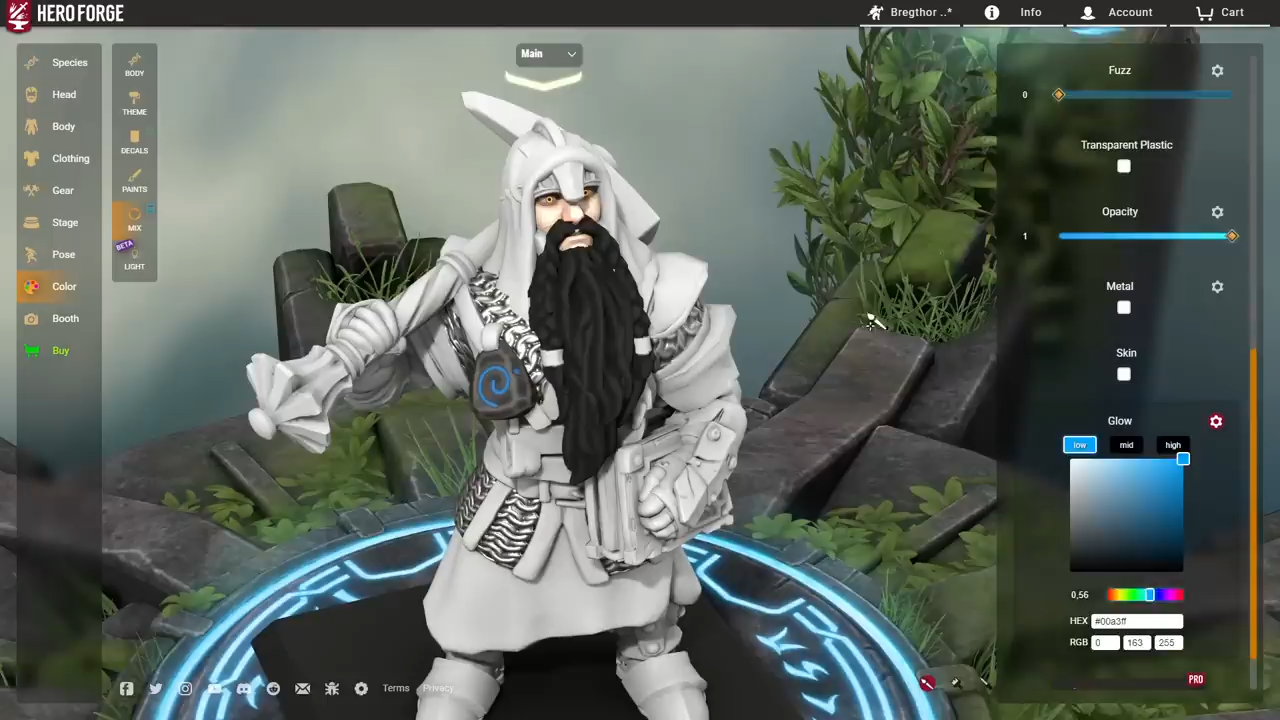 HERO FORGE
Bregthor ..*
Info
Account
Cart
Species
Head
Body
Clothing
Gear
Stage
Pose
Color
Booth
Buy
BODY
THEME
DECALS
PAINTS
MIX
BETA
LIGHT
Main
Fuzz
0
Transparent Plastic
Opacity
1
Metal
Skin
Glow
low mid high
0,56
HEX #00a3ff
RGB 0 163 255
PRO
Terms Privacy